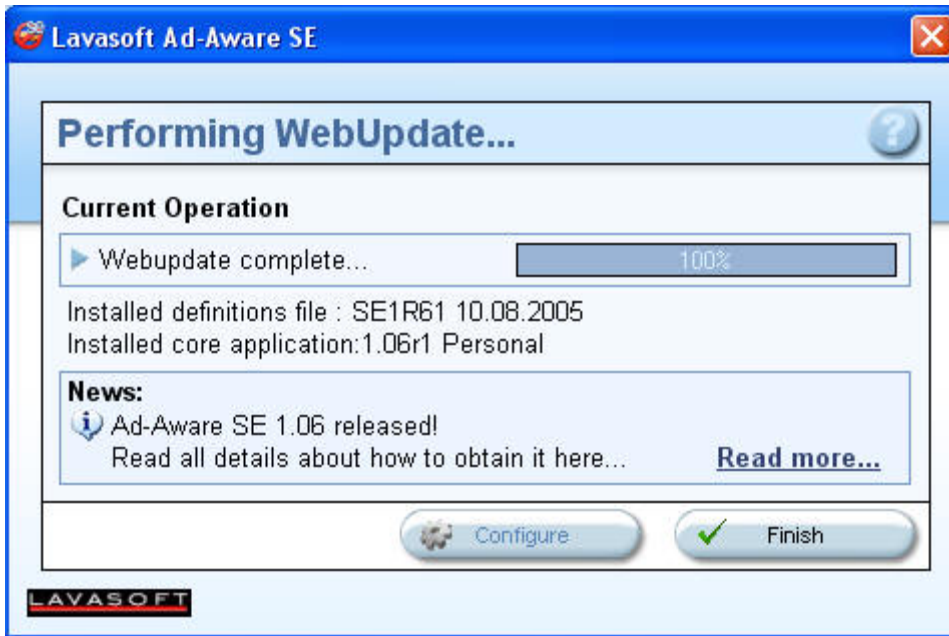 Lavasoft Ad-Aware SE
Performing WebUpdate...
?
Current Operation
Webupdate complete...
100%
Installed definitions file : SE1R61 10.08.2005
Installed core application:1.06r1 Personal
News:
Ad-Aware SE 1.06 released!
Read all details about how to obtain it here...
Read more...
Configure
Finish
LAVASOFT